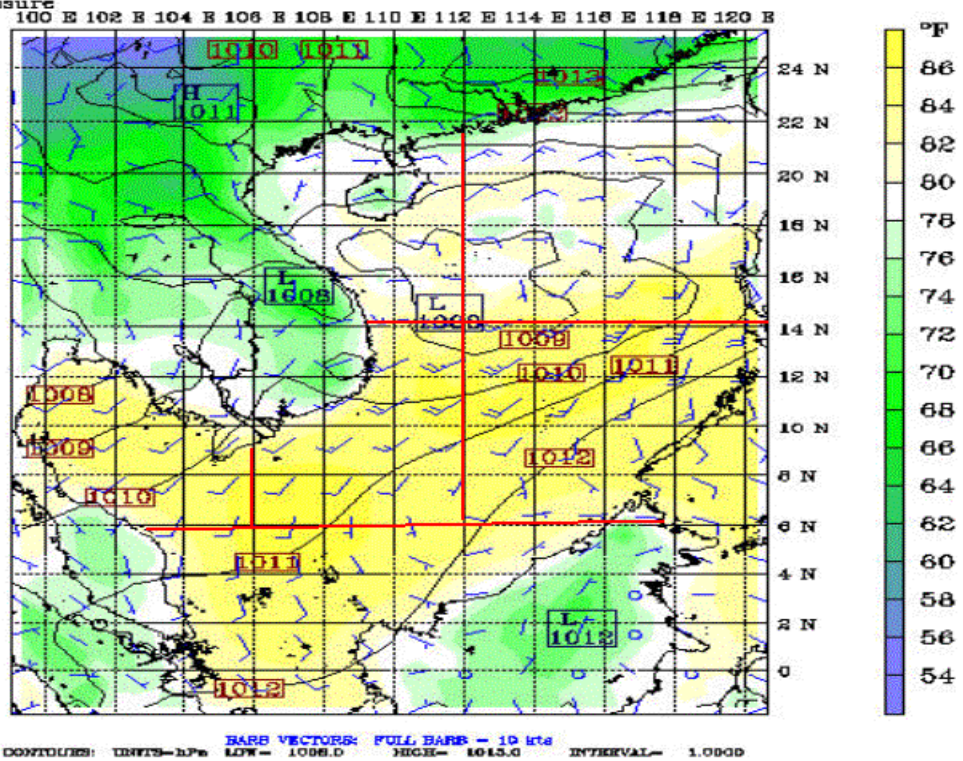 sure
100 E 102 E 104 E 106 E 108 E 110 E 112 E 114 E 116 E 118 E 120 E
°F
1010 1011
86
24 N
1013
H
1011
84
22 N
82
20 N
80
18 N
78
16 N
76
L
1008
L
74
14 N
1009
72
1010 1011
12 N
70
1008
10 N
68
1009
1012
8 N
66
1010
64
6 N
62
1011
4 N
60
58
L
1012
2 N
56
0
54
1012
BARB VECTORS: FULL BARB = 10 kts
CONTOURS: UNITS=hPa LOW= 1008.0 HIGH= 1013.0 INTERVAL= 1.0000